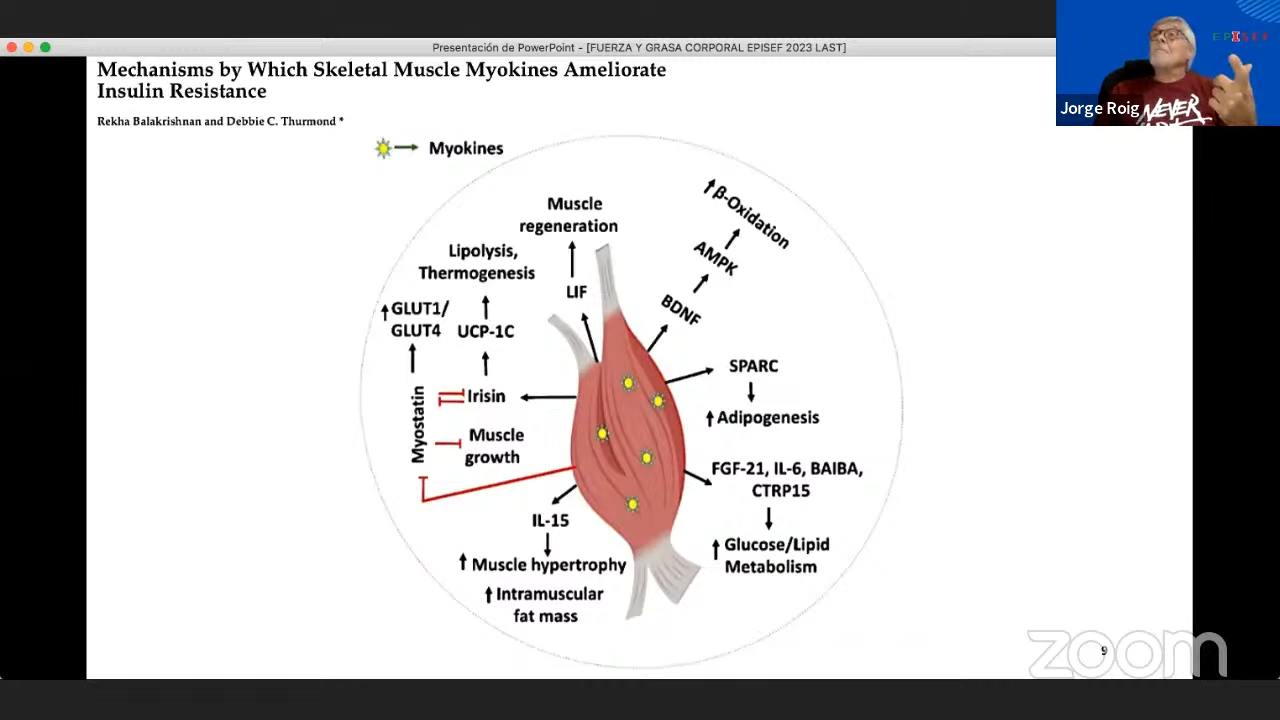 Presentación de PowerPoint - [FUERZA Y GRASA CORPORAL EPISEF 2023 LAST]
EPISEF
Jorge Roig
NEVER
Mechanisms by Which Skeletal Muscle Myokines Ameliorate
Insulin Resistance
Rekha Balakrishnan and Debbie C. Thurmond *
Myokines
Muscle
regeneration
LIF
Lipolysis,
Thermogenesis
UCP-1C
Irisin
↑ GLUT1/
GLUT4
Myostatin
Muscle
growth
IL-15
↑ Muscle hypertrophy
↑ Intramuscular
fat mass
↑ β-Oxidation
AMPK
BDNF
SPARC
↑ Adipogenesis
FGF-21, IL-6, BAIBA,
CTRP15
↑ Glucose/Lipid
Metabolism
9
zoom